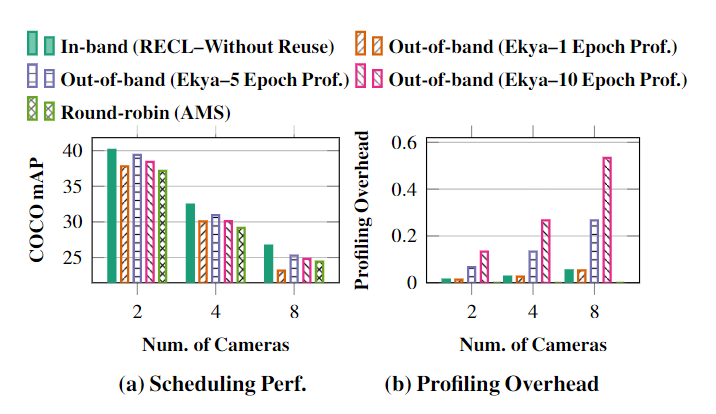 In-band (RECL–Without Reuse) Out-of-band (Ekya–1 Epoch Prof.)
Out-of-band (Ekya–5 Epoch Prof.) Out-of-band (Ekya–10 Epoch Prof.)
Round-robin (AMS)
COCO mAP
40
35
30
25
2 4 8
Num. of Cameras
(a) Scheduling Perf.
Profiling Overhead
0.6
0.4
0.2
0
2 4 8
Num. of Cameras
(b) Profiling Overhead